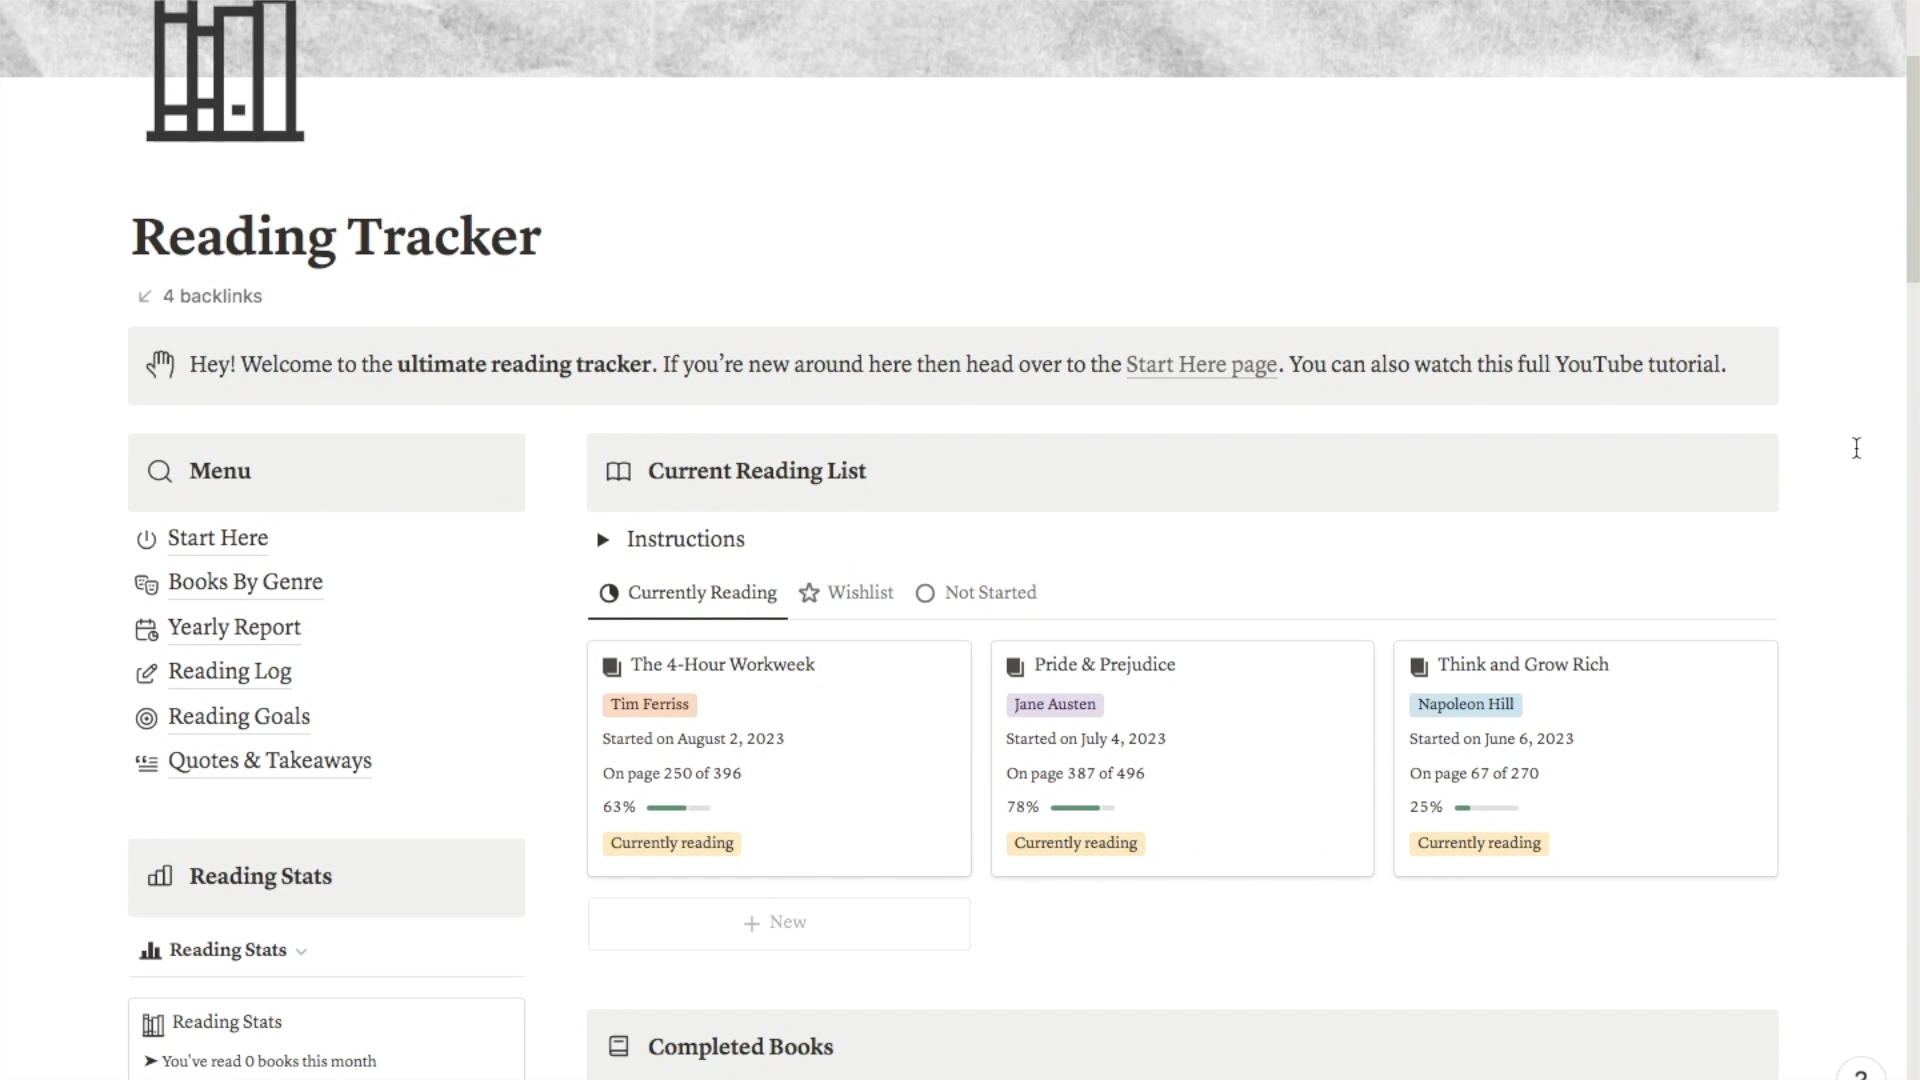 Reading Tracker
4 backlinks
Hey! Welcome to the ultimate reading tracker. If you’re new around here then head over to the Start Here page. You can also watch this full YouTube tutorial.
Menu
Start Here
Books By Genre
Yearly Report
Reading Log
Reading Goals
Quotes & Takeaways
Reading Stats
Reading Stats
Reading Stats
➤ You've read 0 books this month
Current Reading List
Instructions
Currently Reading Wishlist Not Started
The 4-Hour Workweek
Tim Ferriss
Started on August 2, 2023
On page 250 of 396
63%
Currently reading
Pride & Prejudice
Jane Austen
Started on July 4, 2023
On page 387 of 496
78%
Currently reading
Think and Grow Rich
Napoleon Hill
Started on June 6, 2023
On page 67 of 270
25%
Currently reading
+ New
Completed Books
?